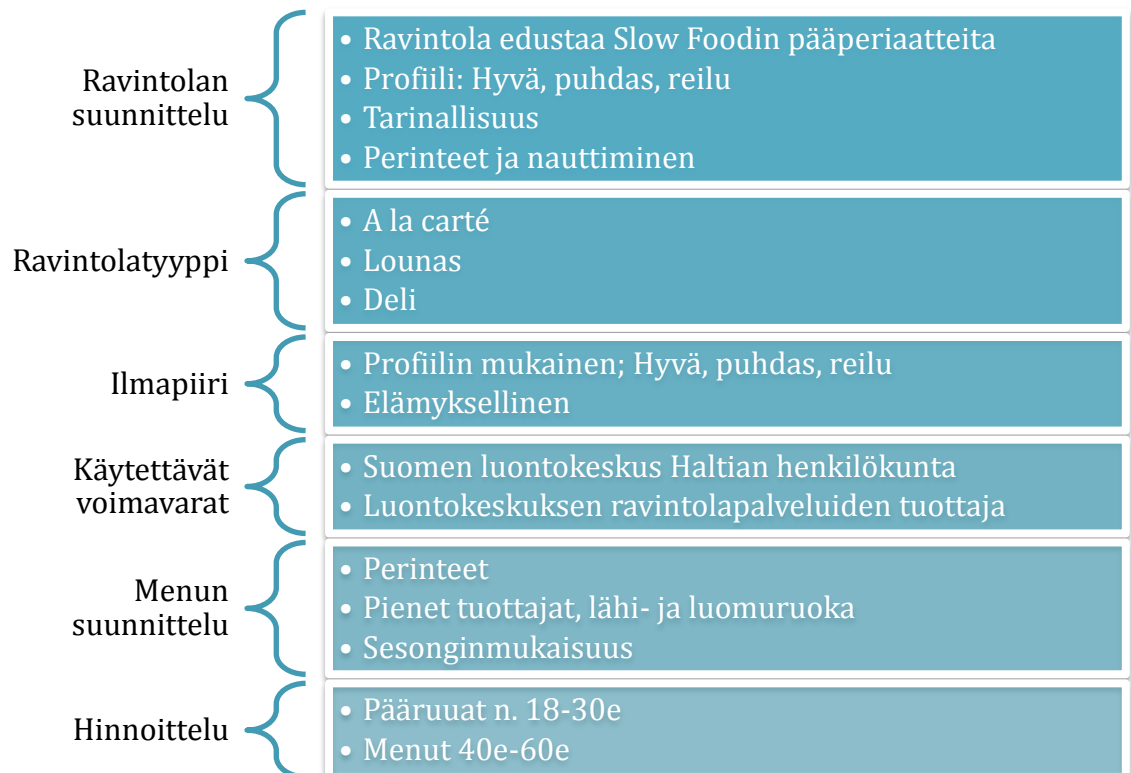 Ravintolan
suunnittelu
• Ravintola edustaa Slow Foodin pääperiaatteita
• Profiili: Hyvä, puhdas, reilu
• Tarinallisuus
• Perinteet ja nauttiminen
Ravintolatyyppi
• A la carté
• Lounas
• Deli
Ilmapiiri
• Profiilin mukainen; Hyvä, puhdas, reilu
• Elämyksellinen
Käytettävät
voimavarat
• Suomen luontokeskus Haltian henkilökunta
• Luontokeskuksen ravintolapalveluiden tuottaja
Menun
suunnittelu
• Perinteet
• Pienet tuottajat, lähi- ja luomuruoka
• Sesonginmukaisuus
Hinnoittelu
• Pääruuat n. 18-30e
• Menut 40e-60e